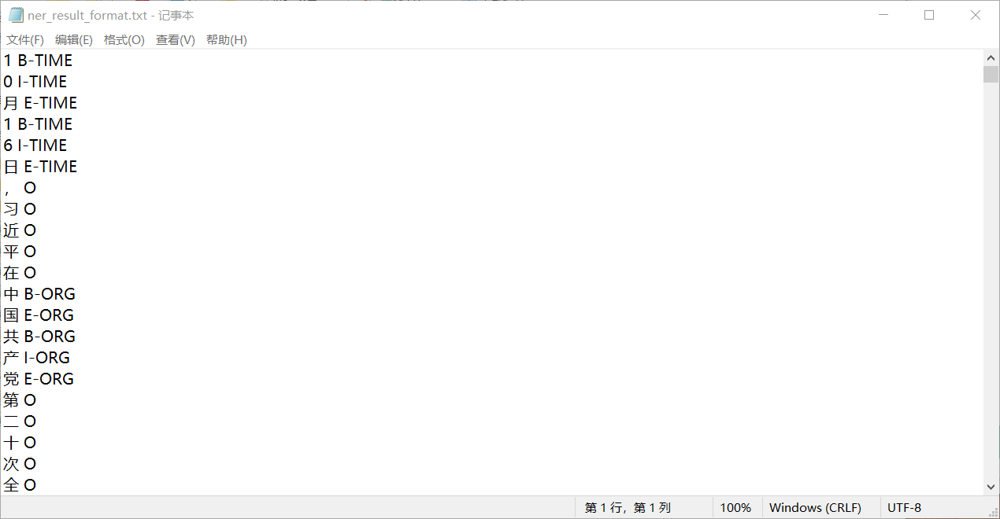 ner_result_format.txt - 记事本
文件(F) 编辑(E) 格式(O) 查看(V) 帮助(H)
1 B-TIME
0 I-TIME
月 E-TIME
1 B-TIME
6 I-TIME
日 E-TIME
， O
习 O
近 O
平 O
在 O
中 B-ORG
国 E-ORG
共 B-ORG
产 I-ORG
党 E-ORG
第 O
二 O
十 O
次 O
全 O
第 1 行，第 1 列 100% Windows (CRLF) UTF-8